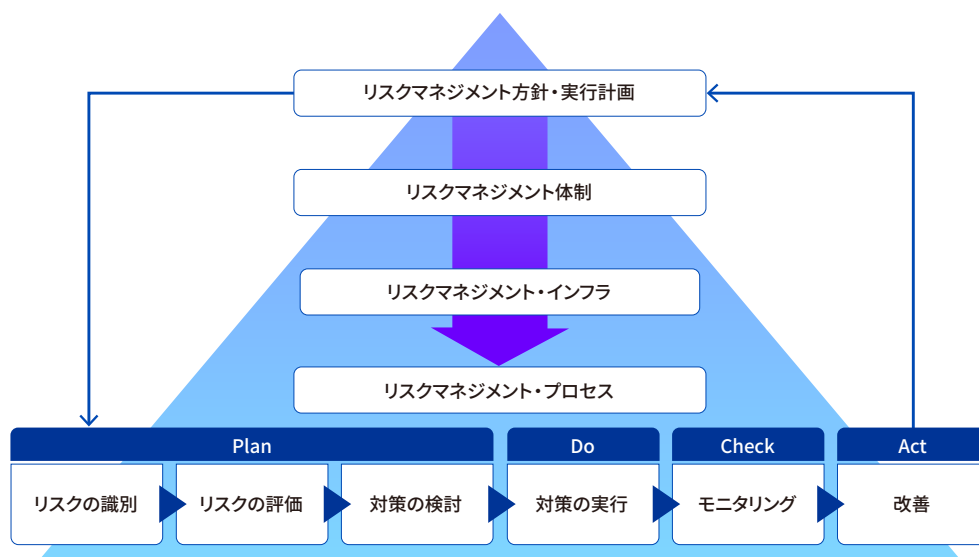 リスクマネジメント方針・実行計画
リスクマネジメント体制
リスクマネジメント・インフラ
リスクマネジメント・プロセス
Plan
Do
Check
Act
リスクの識別
リスクの評価
対策の検討
対策の実行
モニタリング
改善